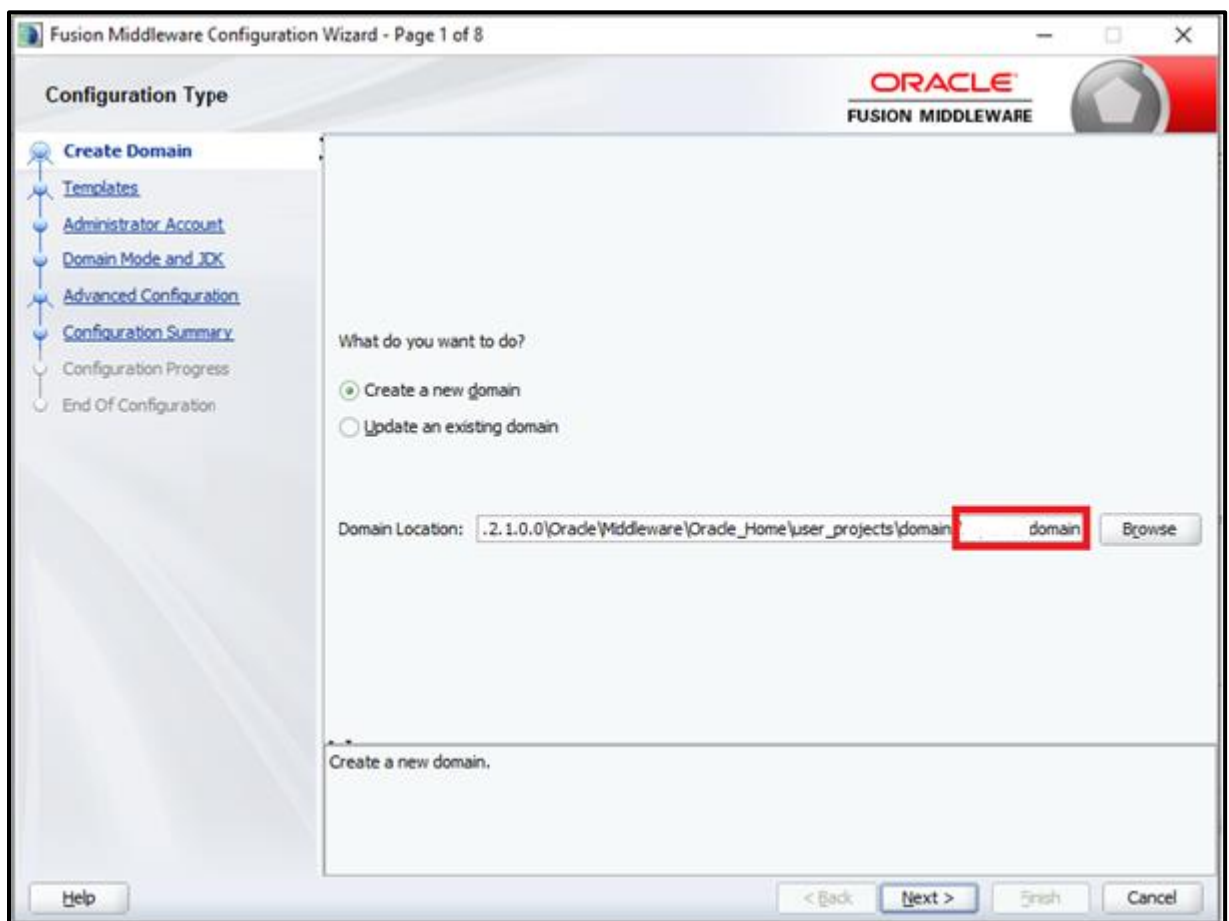 Fusion Middleware Configuration Wizard - Page 1 of 8
Configuration Type
ORACLE
FUSION MIDDLEWARE
Create Domain
Templates
Administrator Account
Domain Mode and JDK
Advanced Configuration
Configuration Summary
Configuration Progress
End Of Configuration
What do you want to do?
Create a new domain
Update an existing domain
Domain Location: .2.1.0.0\Oracle\Middleware\Oracle_Home\user_projects\domain domain Browse
Create a new domain.
Help < Back Next > Finish Cancel